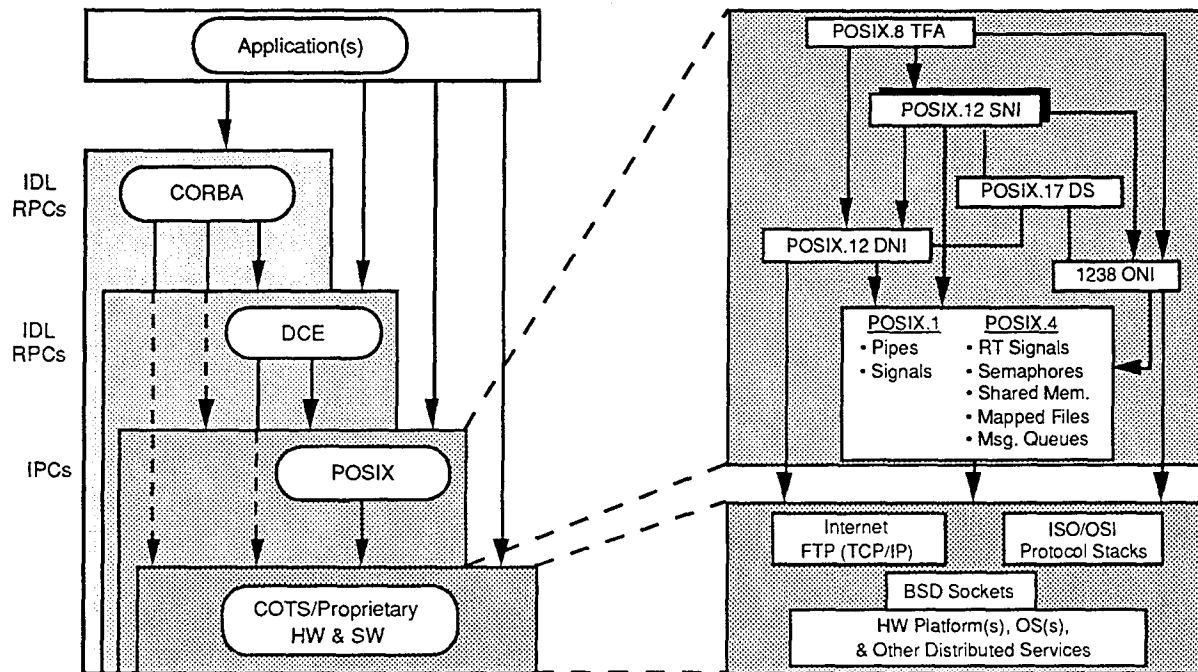 Application(s)
IDL
RPCs
CORBA
IDL
RPCs
DCE
IPCs
POSIX
COTS/Proprietary
HW & SW
POSIX.8 TFA
POSIX.12 SNI
POSIX.17 DS
POSIX.12 DNI
1238 ONI
POSIX.1
• Pipes
• Signals
POSIX.4
• RT Signals
• Semaphores
• Shared Mem.
• Mapped Files
• Msg. Queues
Internet
FTP (TCP/IP)
ISO/OSI
Protocol Stacks
BSD Sockets
HW Platform(s), OS(s),
& Other Distributed Services